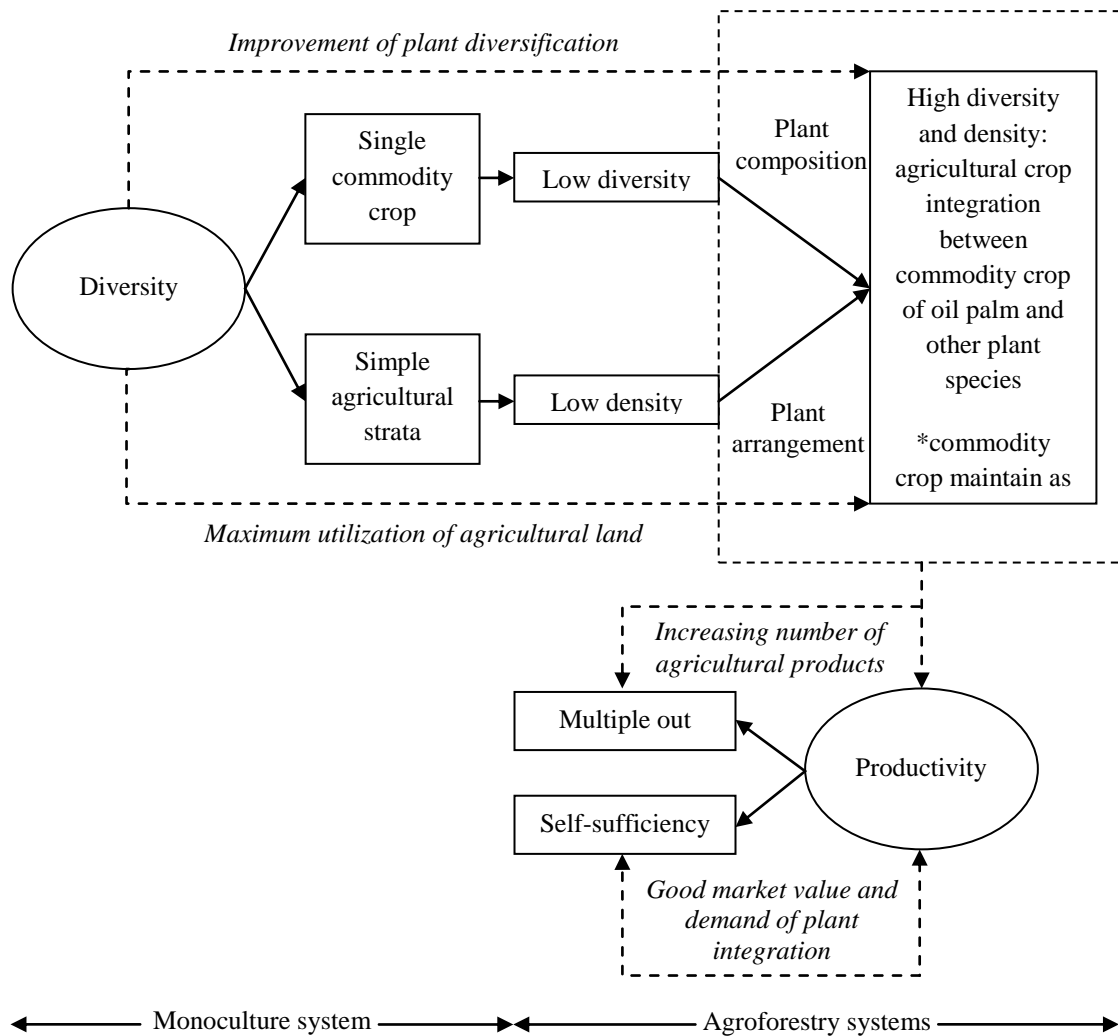 Improvement of plant diversification
Single
commodity
crop
Low diversity
Plant
composition
High diversity
and density:
agricultural crop
integration
between
commodity crop
of oil palm and
other plant
species
*commodity
crop maintain as
Diversity
Simple
agricultural
strata
Low density
Plant
arrangement
Maximum utilization of agricultural land
Increasing number of
agricultural products
Multiple out
Productivity
Self-sufficiency
Good market value and
demand of plant
integration
Monoculture system
Agroforestry systems